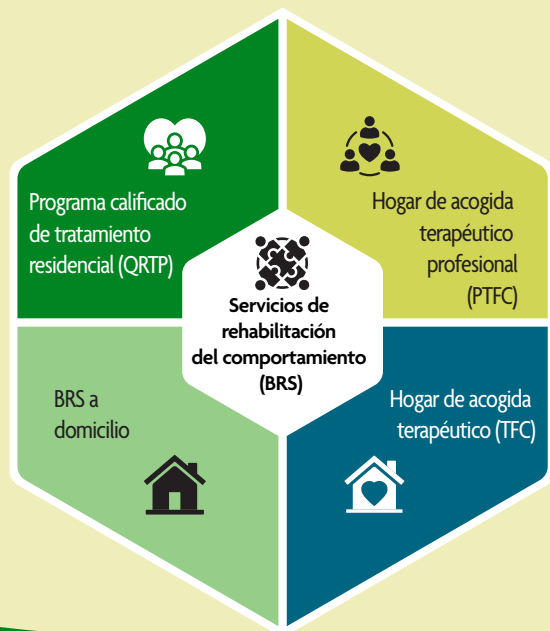 Programa calificado
de tratamiento
residencial (QRTP)
Hogar de acogida
terapéutico
profesional
(PTFC)
Servicios de
rehabilitación
del comportamiento
(BRS)
BRS a
domicilio
Hogar de acogida
terapéutico (TFC)